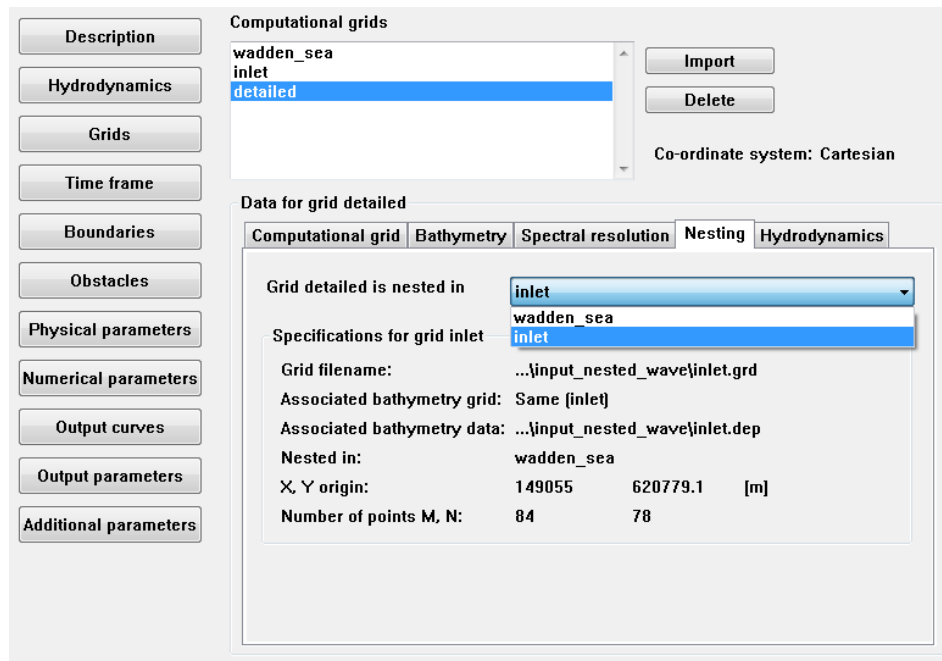 Description
Hydrodynamics
Grids
Time frame
Boundaries
Obstacles
Physical parameters
Numerical parameters
Output curves
Output parameters
Additional parameters
Computational grids
wadden_sea
inlet
detailed
Import
Delete
Co-ordinate system: Cartesian
Data for grid detailed
Computational grid Bathymetry Spectral resolution Nesting Hydrodynamics
Grid detailed is nested in inlet
wadden_sea
inlet
Specifications for grid inlet
Grid filename: ...\input_nested_wave\inlet.grd
Associated bathymetry grid: Same (inlet)
Associated bathymetry data: ...\input_nested_wave\inlet.dep
Nested in: wadden_sea
X, Y origin: 149055 620779.1 [m]
Number of points M, N: 84 78